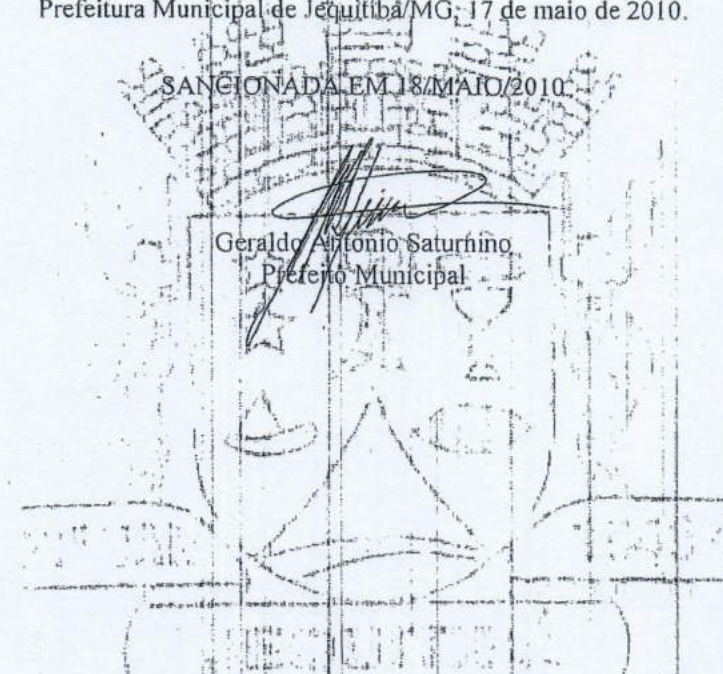 Prefeitura Municipal de Jequitibá/MG, 17 de maio de 2010.
SANCIONADA EM 18/MAIO/2010
Geraldo Antonio Saturnino
Prefeito Municipal